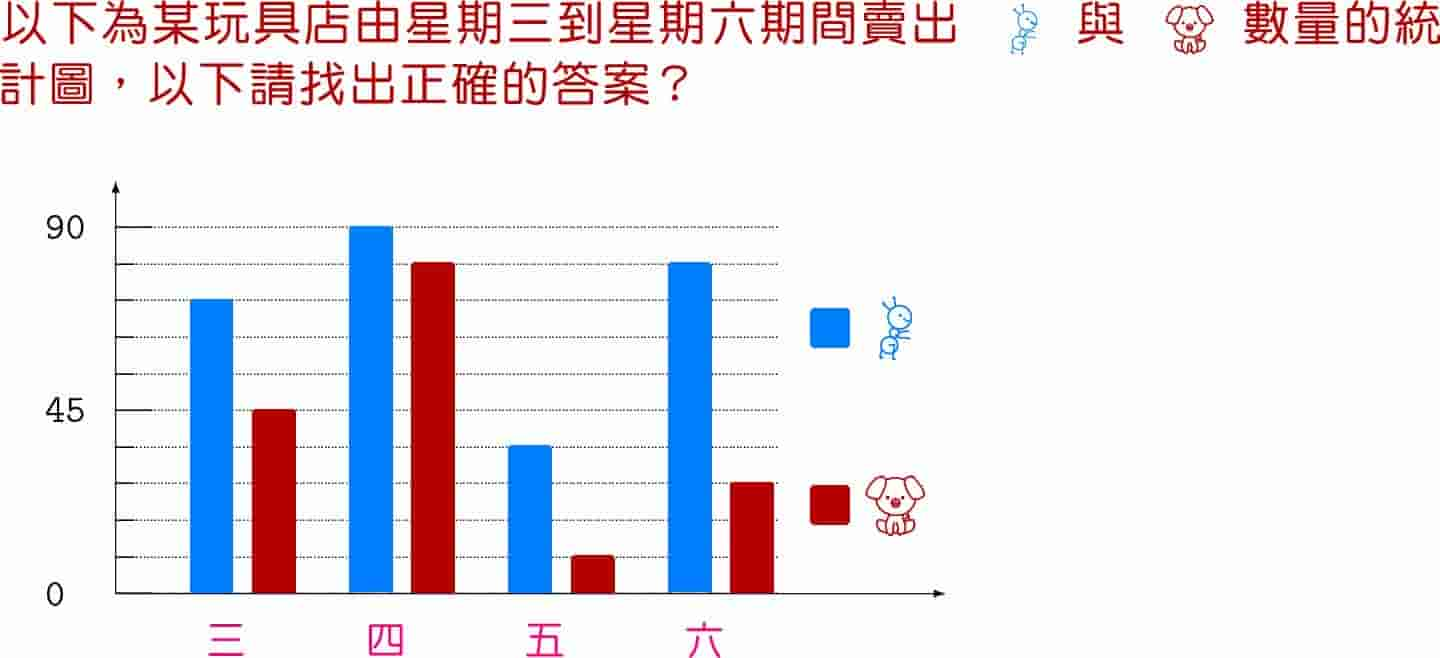 以下為某玩具店由星期三到星期六期間賣出 與 數量的統
計圖，以下請找出正確的答案？
90
45
0
三 四 五 六